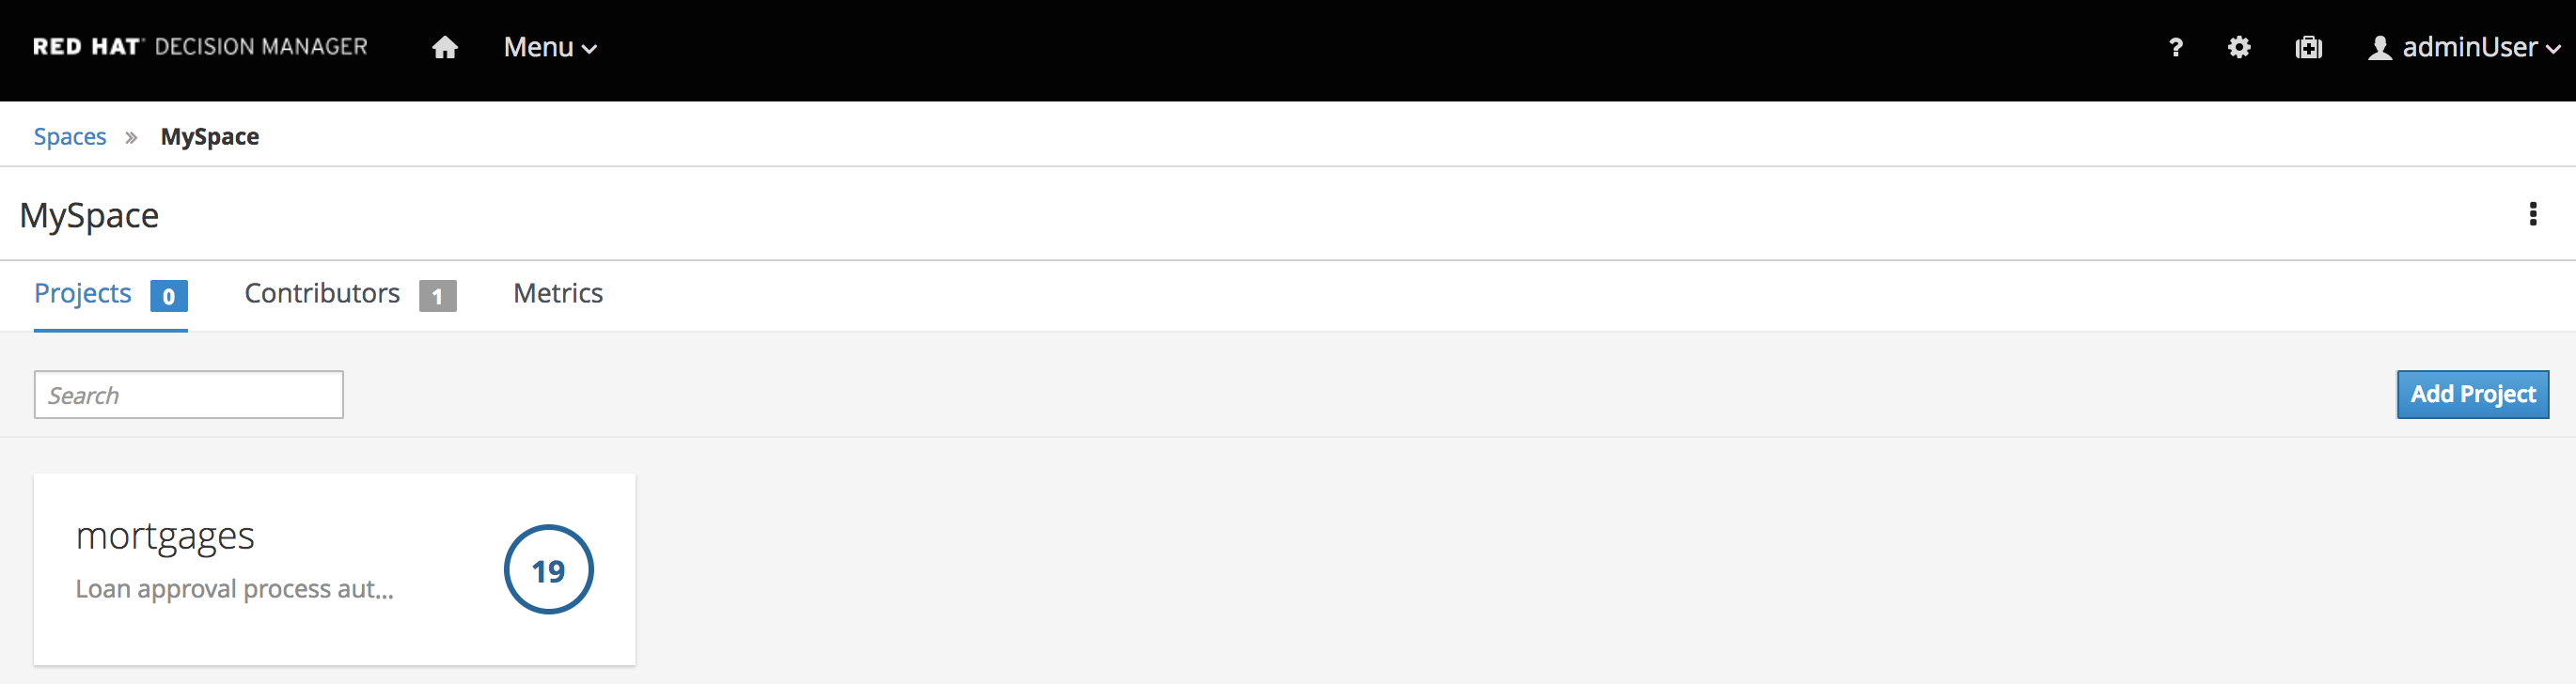 RED HAT® DECISION MANAGER Menu ? adminUser
Spaces » MySpace
MySpace
Projects 0 Contributors 1 Metrics
Search Add Project
mortgages
19
Loan approval process aut...